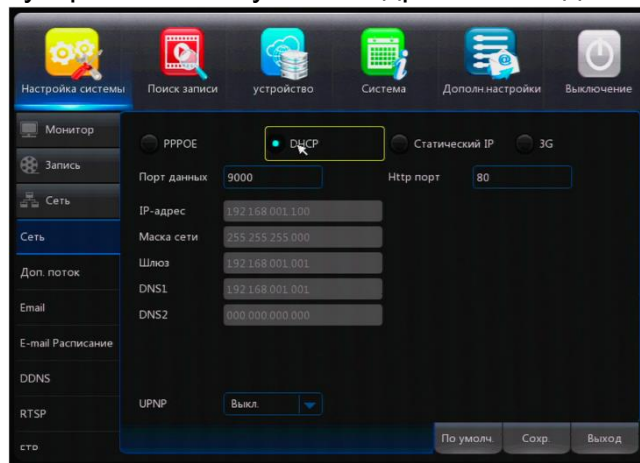 Настройка системы
Поиск записи
устройство
Система
Дополн.настройки
Выключение
Монитор
Запись
Сеть
Сеть
Доп. поток
Email
E-mail Расписание
DDNS
RTSP
PPPOE
DHCP
Статический IP
3G
Порт данных 9000
Http порт 80
IP-адрес 192.168.001.100
Маска сети 255.255.255.000
Шлюз 192.168.001.001
DNS1 192.168.001.001
DNS2 000.000.000.000
UPNP Выкл.
По умолч.
Сохр.
Выход